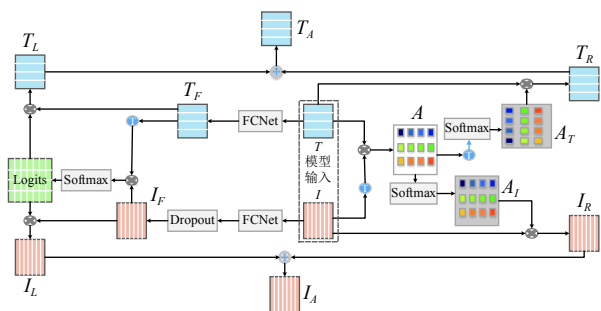 T_A
T_L
T_R
T_F
FCNet
T
模型
输入
I
A
Softmax
A_T
Logits
Softmax
I_F
Dropout
FCNet
Softmax
A_I
I_R
I_L
I_A